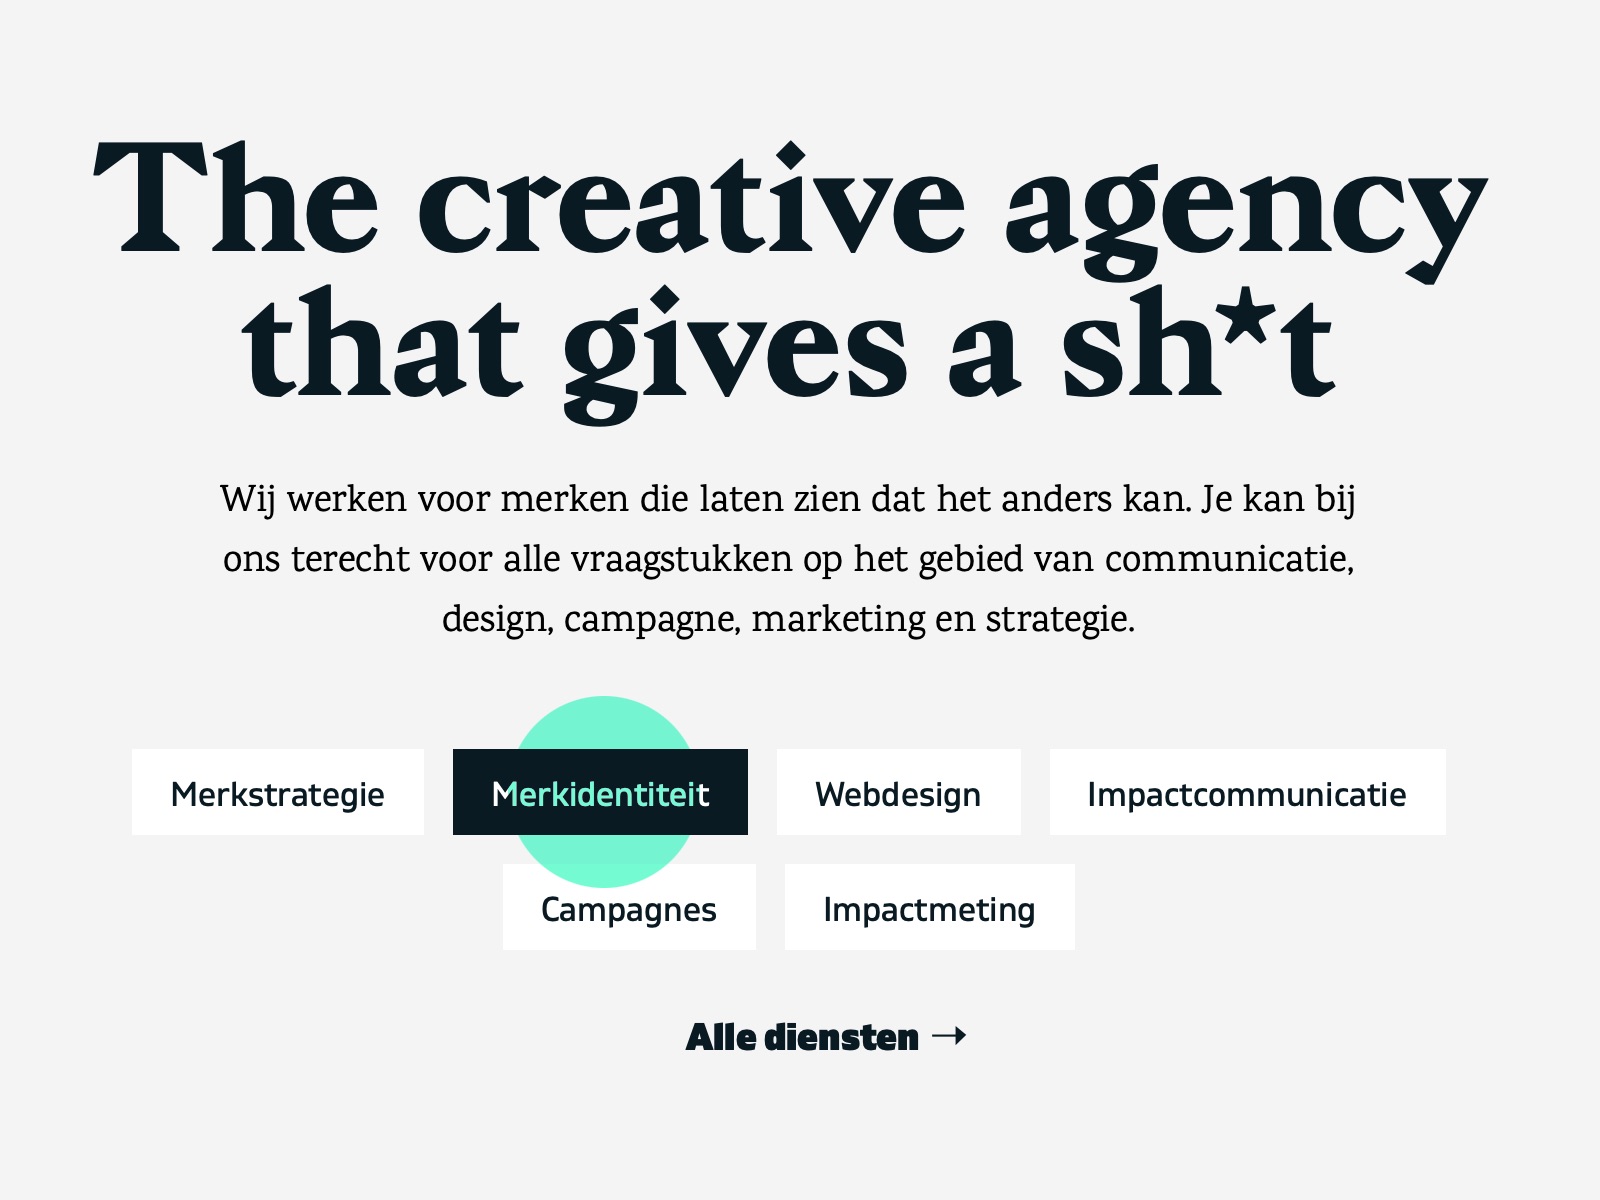 The creative agency
that gives a sh*t
Wij werken voor merken die laten zien dat het anders kan. Je kan bij
ons terecht voor alle vraagstukken op het gebied van communicatie,
design, campagne, marketing en strategie.
Merkstrategie Merkidentiteit Webdesign Impactcommunicatie
Campagnes Impactmeting
Alle diensten →